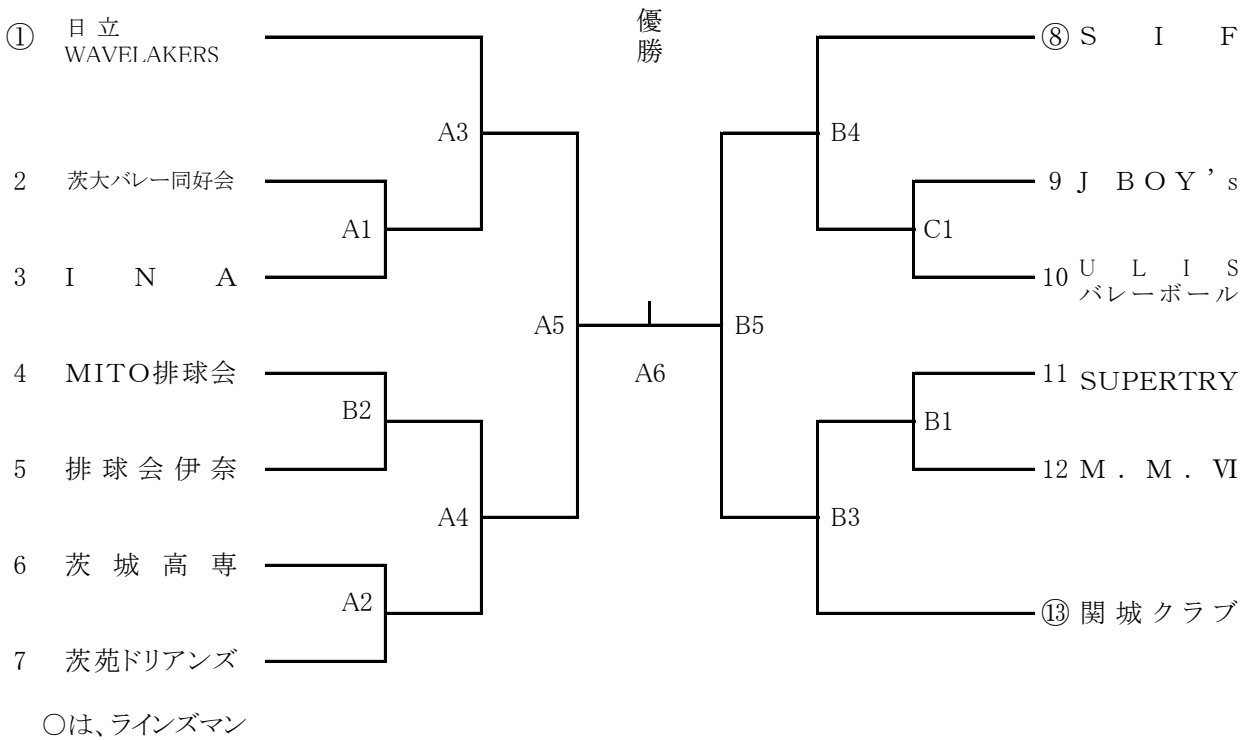 優勝
① 日立
WAVELAKERS
A3
2 茨大バレー同好会
A1
3 I N A
A5
4 MITO排球会
B2
5 排球会伊奈
A4
6 茨城高専
A2
7 茨苑ドリアンズ
○は、ラインズマン
A6
⑧ S I F
B4
9 J BOY's
C1
10 U L I S
バレーボール
B5
11 SUPERTRY
B1
12 M.M.Ⅵ
B3
⑬ 関城クラブ